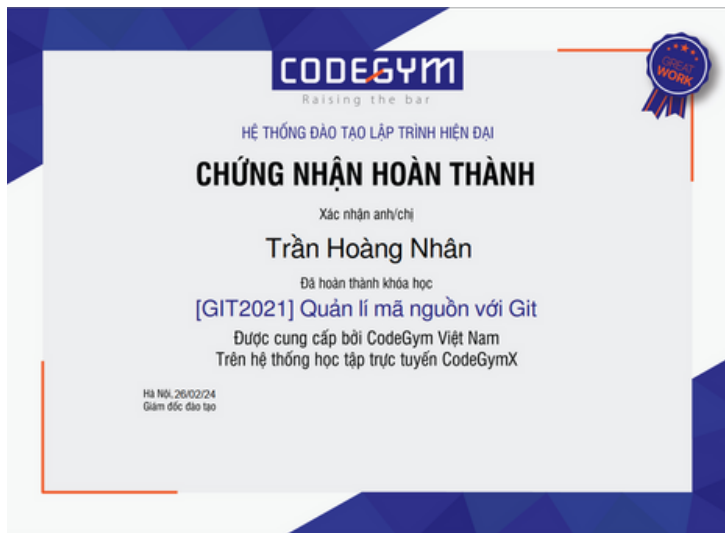 CODEGYM
Raising the bar
GREAT
WORK
HỆ THỐNG ĐÀO TẠO LẬP TRÌNH HIỆN ĐẠI
CHỨNG NHẬN HOÀN THÀNH
Xác nhận anh/chị
Trần Hoàng Nhân
Đã hoàn thành khóa học
[GIT2021] Quản lí mã nguồn với Git
Được cung cấp bởi CodeGym Việt Nam
Trên hệ thống học tập trực tuyến CodeGymX
Hà Nội, 26/02/24
Giám đốc đào tạo